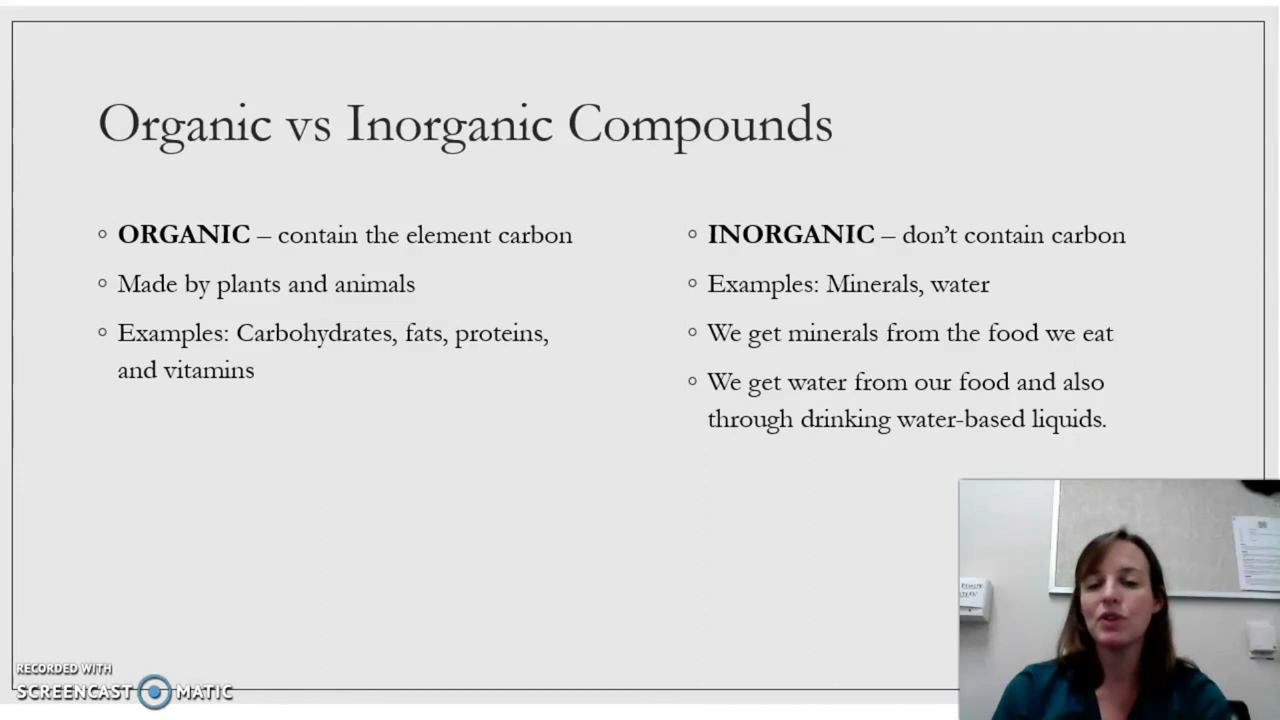 Organic vs Inorganic Compounds
◦ ORGANIC – contain the element carbon
◦ Made by plants and animals
◦ Examples: Carbohydrates, fats, proteins,
and vitamins
◦ INORGANIC – don't contain carbon
◦ Examples: Minerals, water
◦ We get minerals from the food we eat
◦ We get water from our food and also
through drinking water-based liquids.
RECORDED WITH
SCREENCAST MATIC